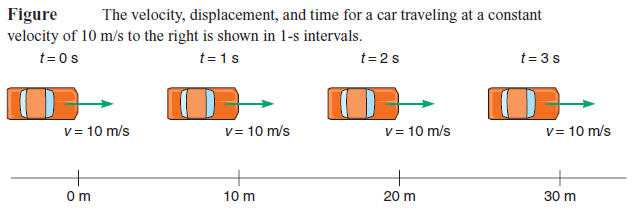 Figure The velocity, displacement, and time for a car traveling at a constant
velocity of 10 m/s to the right is shown in 1-s intervals.
t = 0 s t = 1 s t = 2 s t = 3 s
v = 10 m/s v = 10 m/s v = 10 m/s v = 10 m/s
0 m 10 m 20 m 30 m